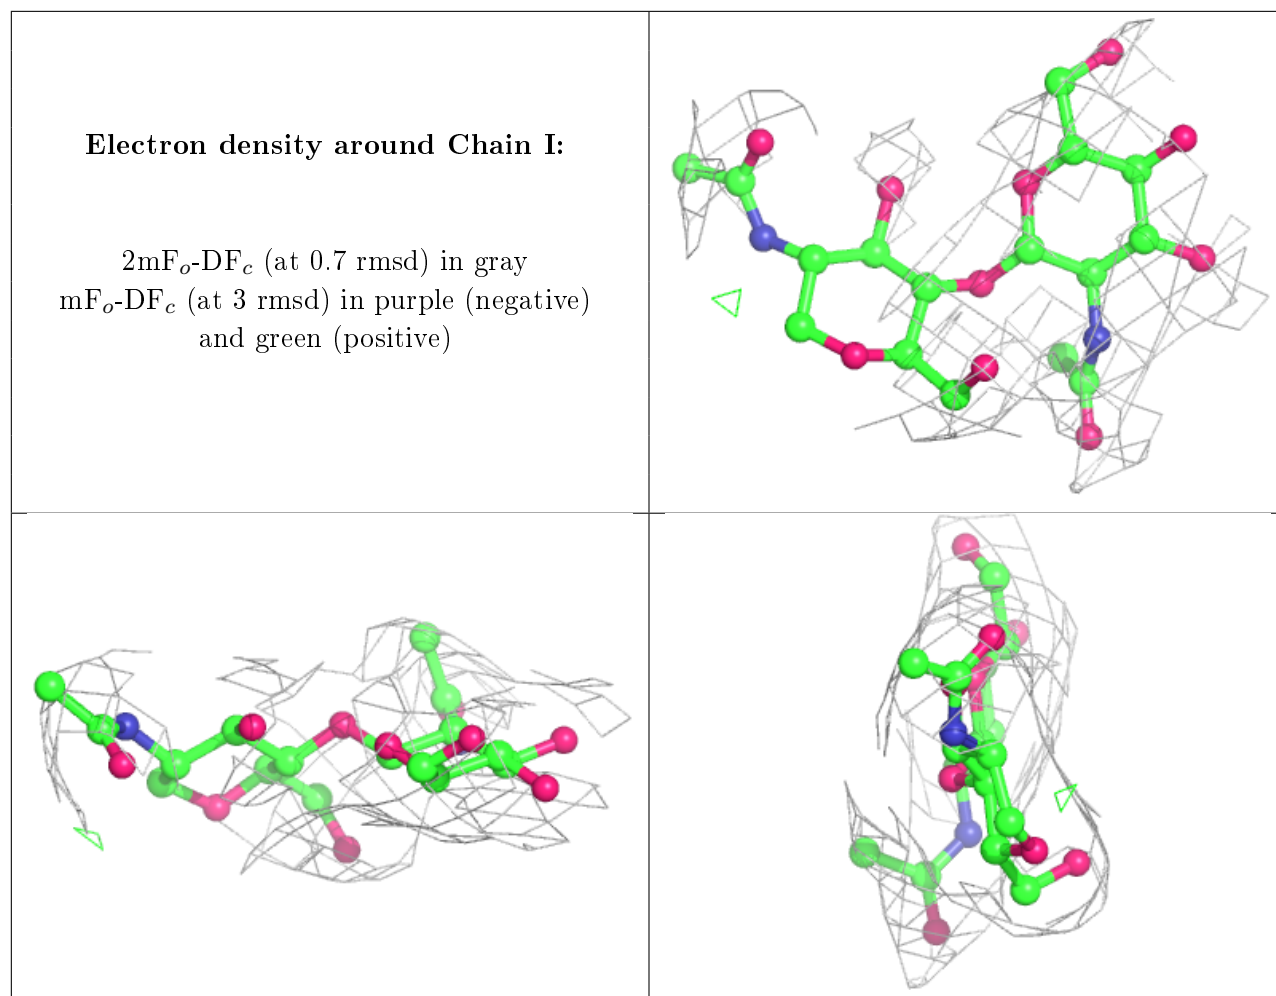 Electron density around Chain I:
2mFₒ-DF𝒸 (at 0.7 rmsd) in gray
mFₒ-DF𝒸 (at 3 rmsd) in purple (negative)
and green (positive)